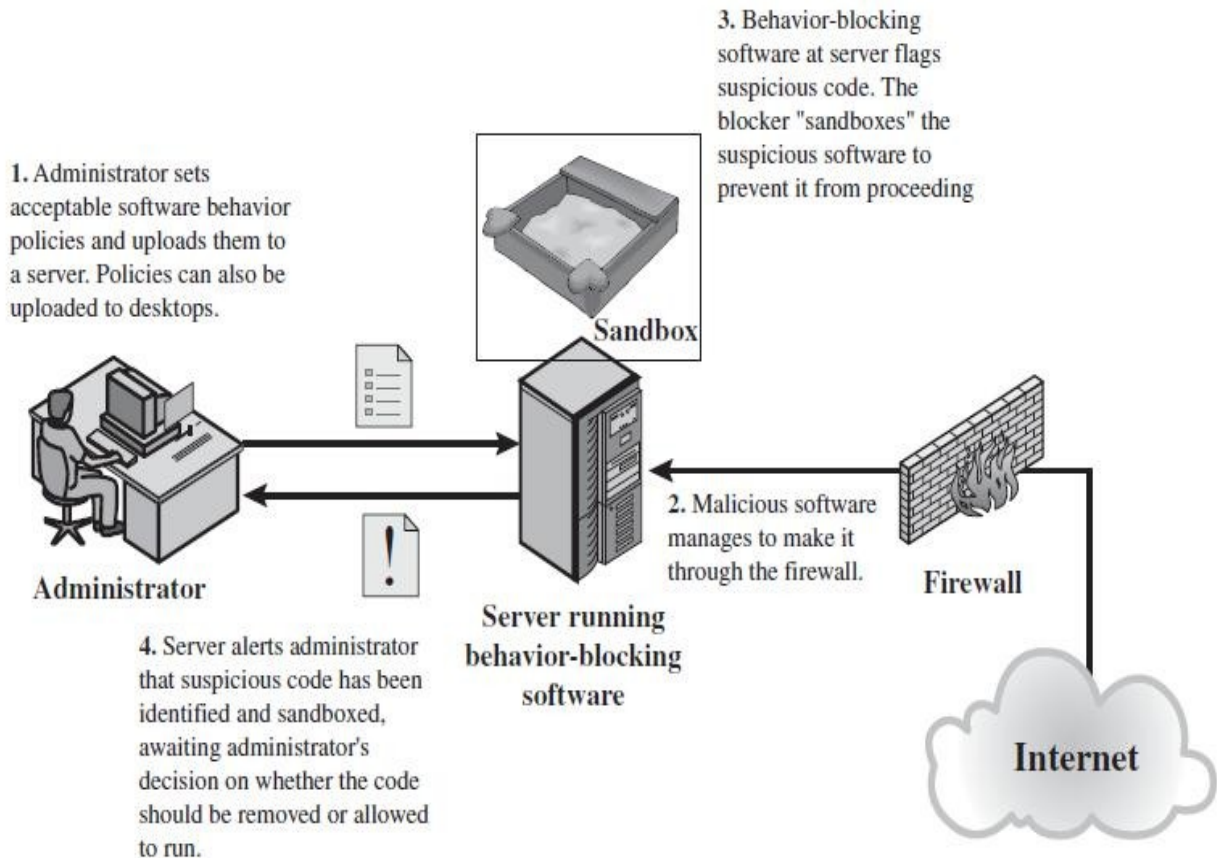 1. Administrator sets
acceptable software behavior
policies and uploads them to
a server. Policies can also be
uploaded to desktops.
3. Behavior-blocking
software at server flags
suspicious code. The
blocker "sandboxes" the
suspicious software to
prevent it from proceeding
Sandbox
Administrator
!
2. Malicious software
manages to make it
through the firewall.
Firewall
Server running
behavior-blocking
software
4. Server alerts administrator
that suspicious code has been
identified and sandboxed,
awaiting administrator's
decision on whether the code
should be removed or allowed
to run.
Internet